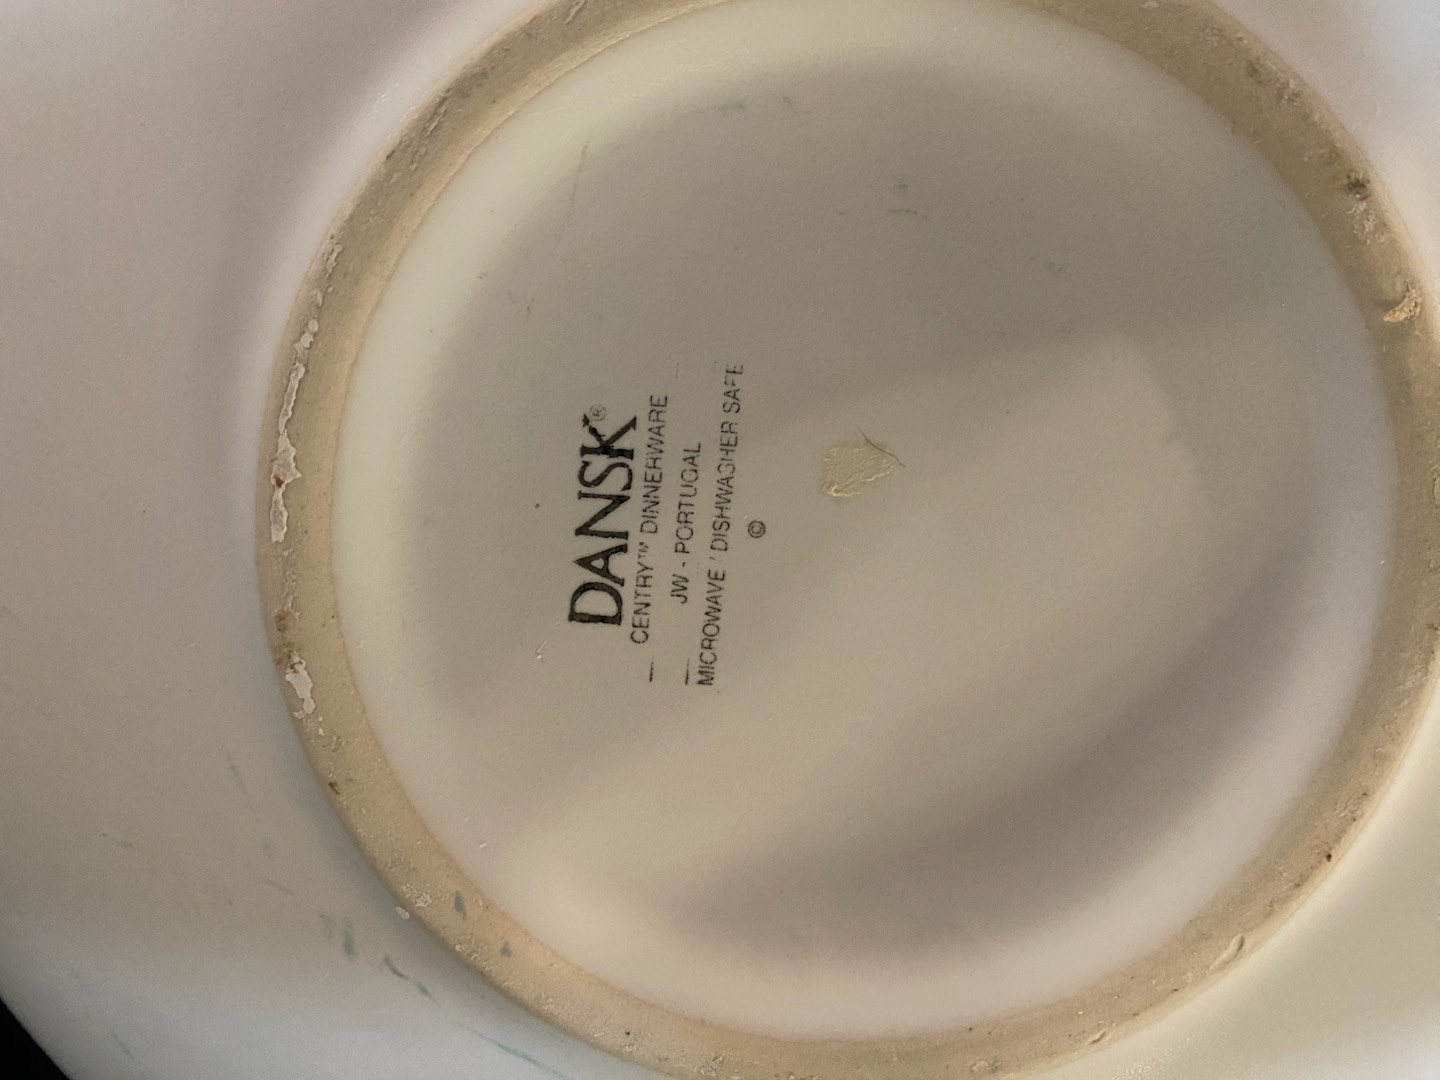 DANSK®
CENTRY™ DINNERWARE
JW - PORTUGAL
MICROWAVE / DISHWASHER SAFE
©